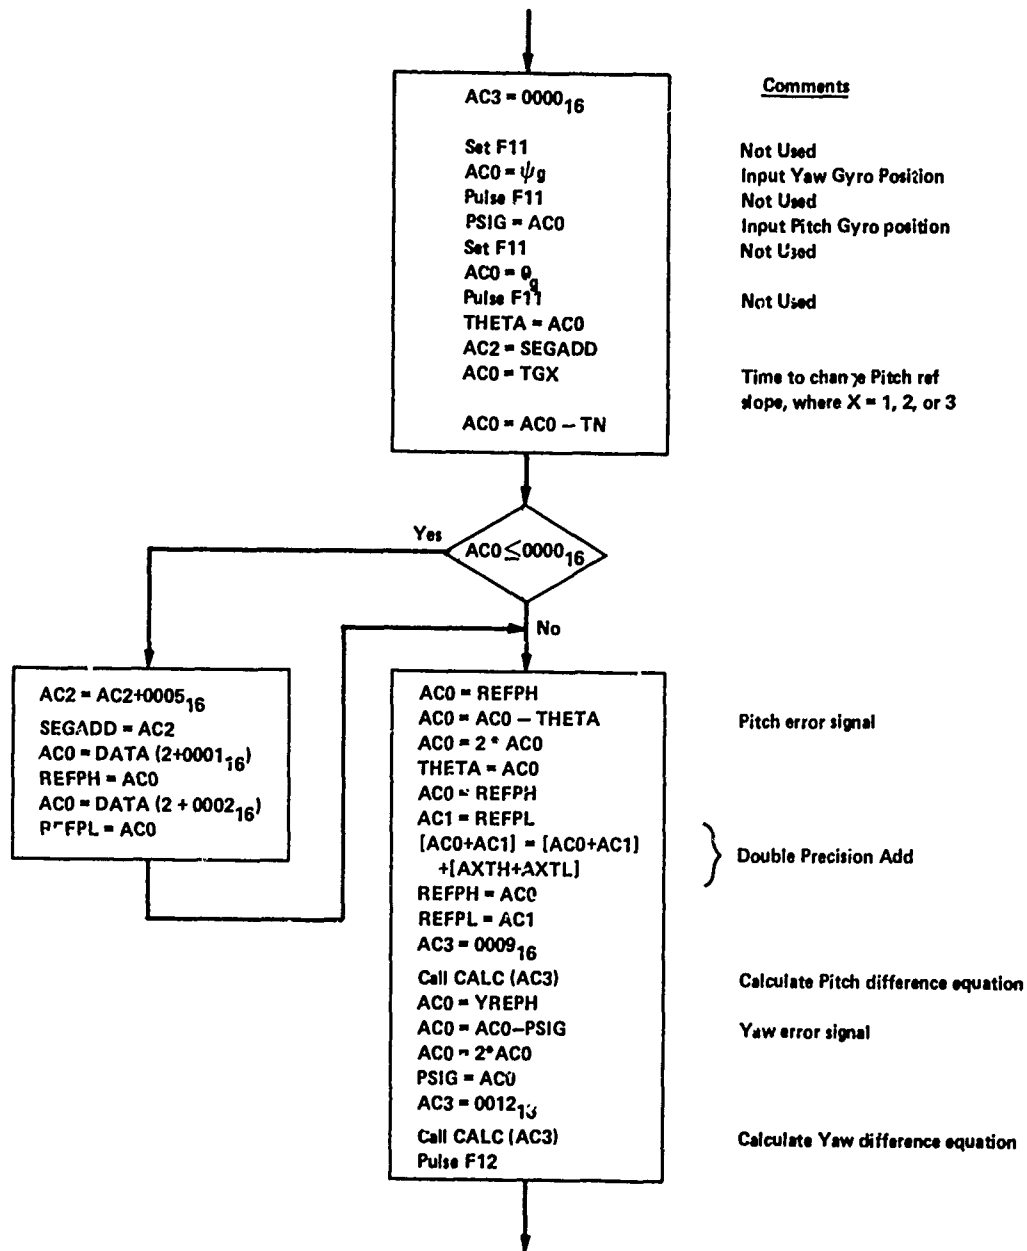 AC3 = 0000₁₆
Comments
Set F11
Not Used
AC0 = ψg
Input Yaw Gyro Position
Pulse F11
Not Used
PSIG = AC0
Input Pitch Gyro position
Set F11
Not Used
AC0 = θg
Pulse F11
Not Used
THETA = AC0
AC2 = SEGADD
AC0 = TGX
Time to change Pitch ref
slope, where X = 1, 2, or 3
AC0 = AC0 – TN
Yes
AC0 ≤ 0000₁₆
No
AC2 = AC2+0005₁₆
SEGADD = AC2
AC0 = DATA (2+0001₁₆)
REFPH = AC0
AC0 = DATA (2 + 0002₁₆)
REFPL = AC0
AC0 = REFPH
AC0 = AC0 – THETA
Pitch error signal
AC0 = 2 * AC0
THETA = AC0
AC0 = REFPH
AC1 = REFPL
[AC0+AC1] = [AC0+AC1]
+[AXTH+AXTL]
Double Precision Add
REFPH = AC0
REFPL = AC1
AC3 = 0009₁₆
Call CALC (AC3)
Calculate Pitch difference equation
AC0 = YREPH
AC0 = AC0–PSIG
Yaw error signal
AC0 = 2*AC0
PSIG = AC0
AC3 = 0012₁₆
Call CALC (AC3)
Calculate Yaw difference equation
Pulse F12